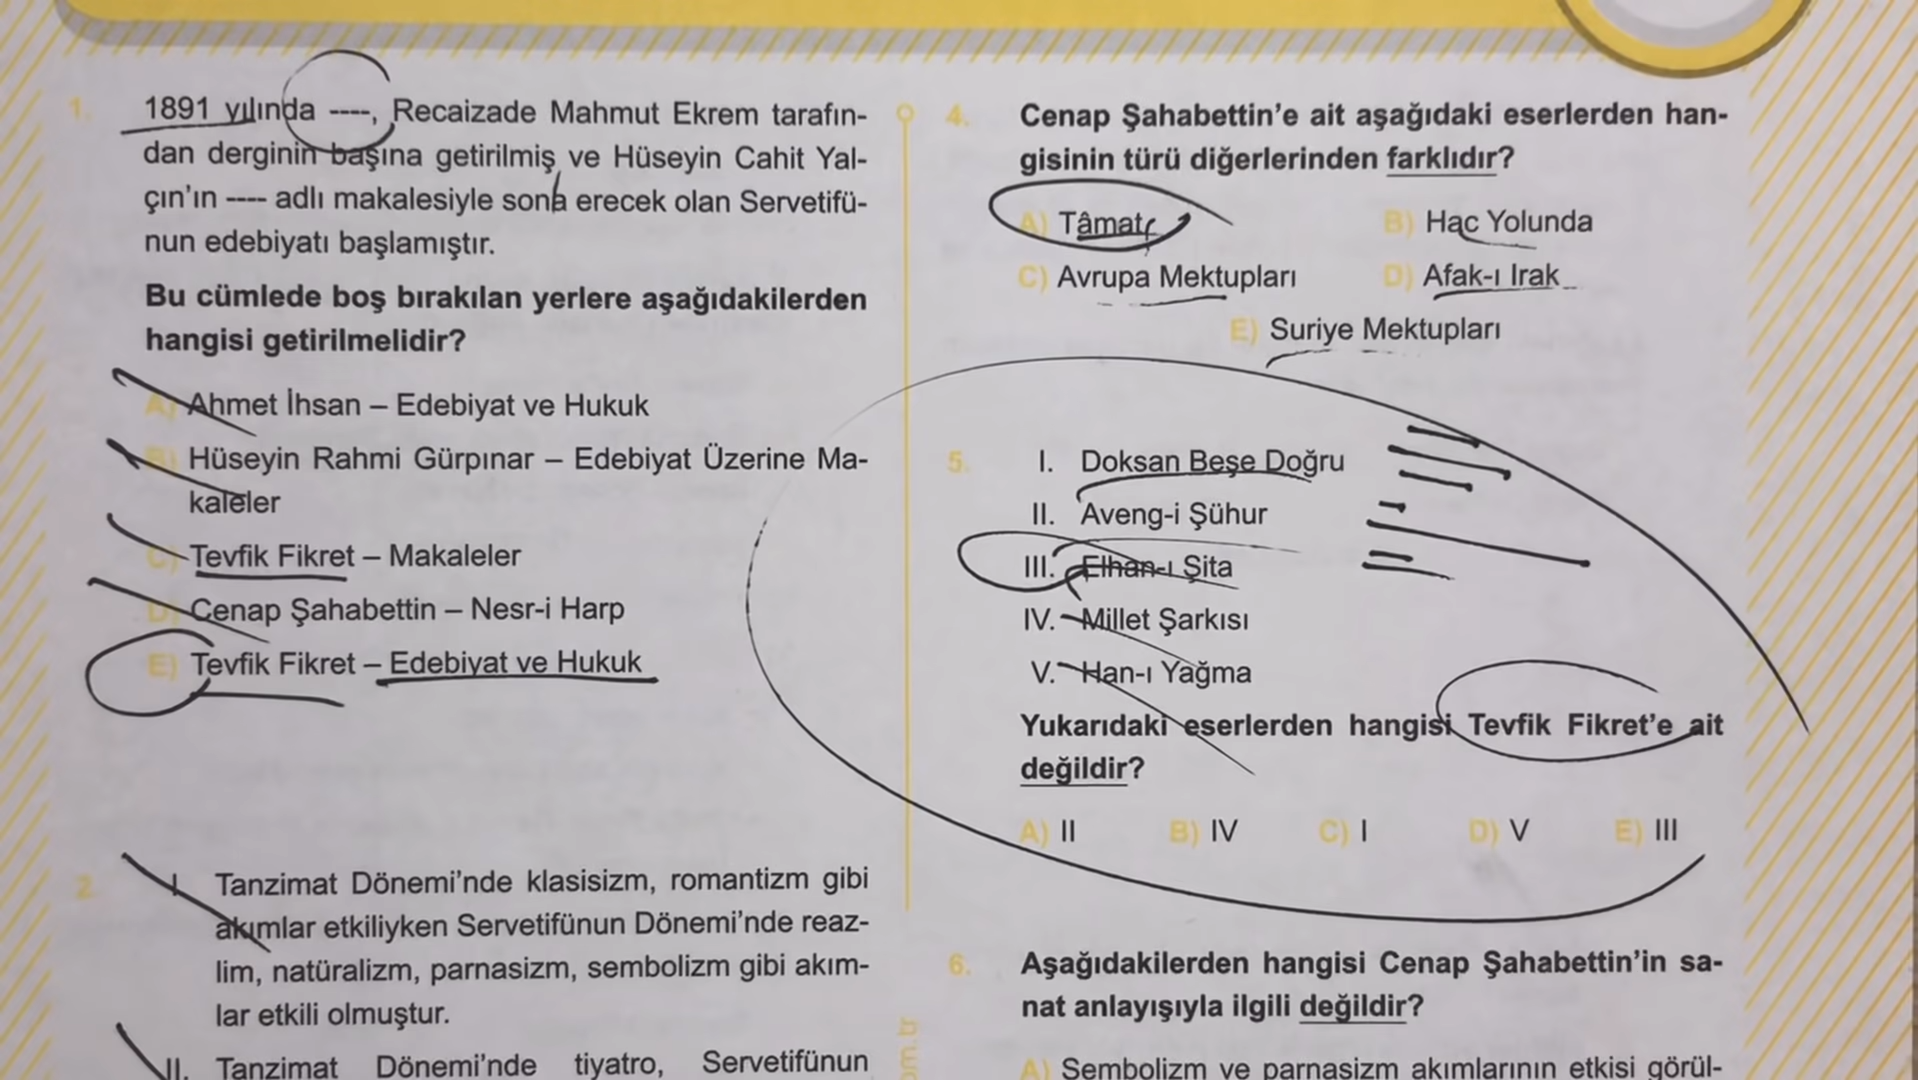 1. 1891 yılında ----, Recaizade Mahmut Ekrem tarafın-
dan derginin başına getirilmiş ve Hüseyin Cahit Yal-
çın'ın ---- adlı makalesiyle sona erecek olan Servetifü-
nun edebiyatı başlamıştır.
Bu cümlede boş bırakılan yerlere aşağıdakilerden
hangisi getirilmelidir?
A) Ahmet İhsan – Edebiyat ve Hukuk
B) Hüseyin Rahmi Gürpınar – Edebiyat Üzerine Ma-
kaleler
C) Tevfik Fikret – Makaleler
D) Cenap Şahabettin – Nesr-i Harp
E) Tevfik Fikret – Edebiyat ve Hukuk
2. I. Tanzimat Dönemi'nde klasisizm, romantizm gibi
akımlar etkiliyken Servetifünun Dönemi'nde reaz-
lim, natüralizm, parnasizm, sembolizm gibi akım-
lar etkili olmuştur.
II. Tanzimat Dönemi'nde tiyatro, Servetifünun
4. Cenap Şahabettin'e ait aşağıdaki eserlerden han-
gisinin türü diğerlerinden farklıdır?
A) Tâmat B) Hac Yolunda
C) Avrupa Mektupları D) Afak-ı Irak
E) Suriye Mektupları
5. I. Doksan Beşe Doğru
II. Aveng-i Şühur
III. Elhan-ı Şita
IV. Millet Şarkısı
V. Han-ı Yağma
Yukarıdaki eserlerden hangisi Tevfik Fikret'e ait
değildir?
A) II B) IV C) I D) V E) III
6. Aşağıdakilerden hangisi Cenap Şahabettin'in sa-
nat anlayışıyla ilgili değildir?
A) Sembolizm ve parnasizm akımlarının etkisi görül-
om.tr